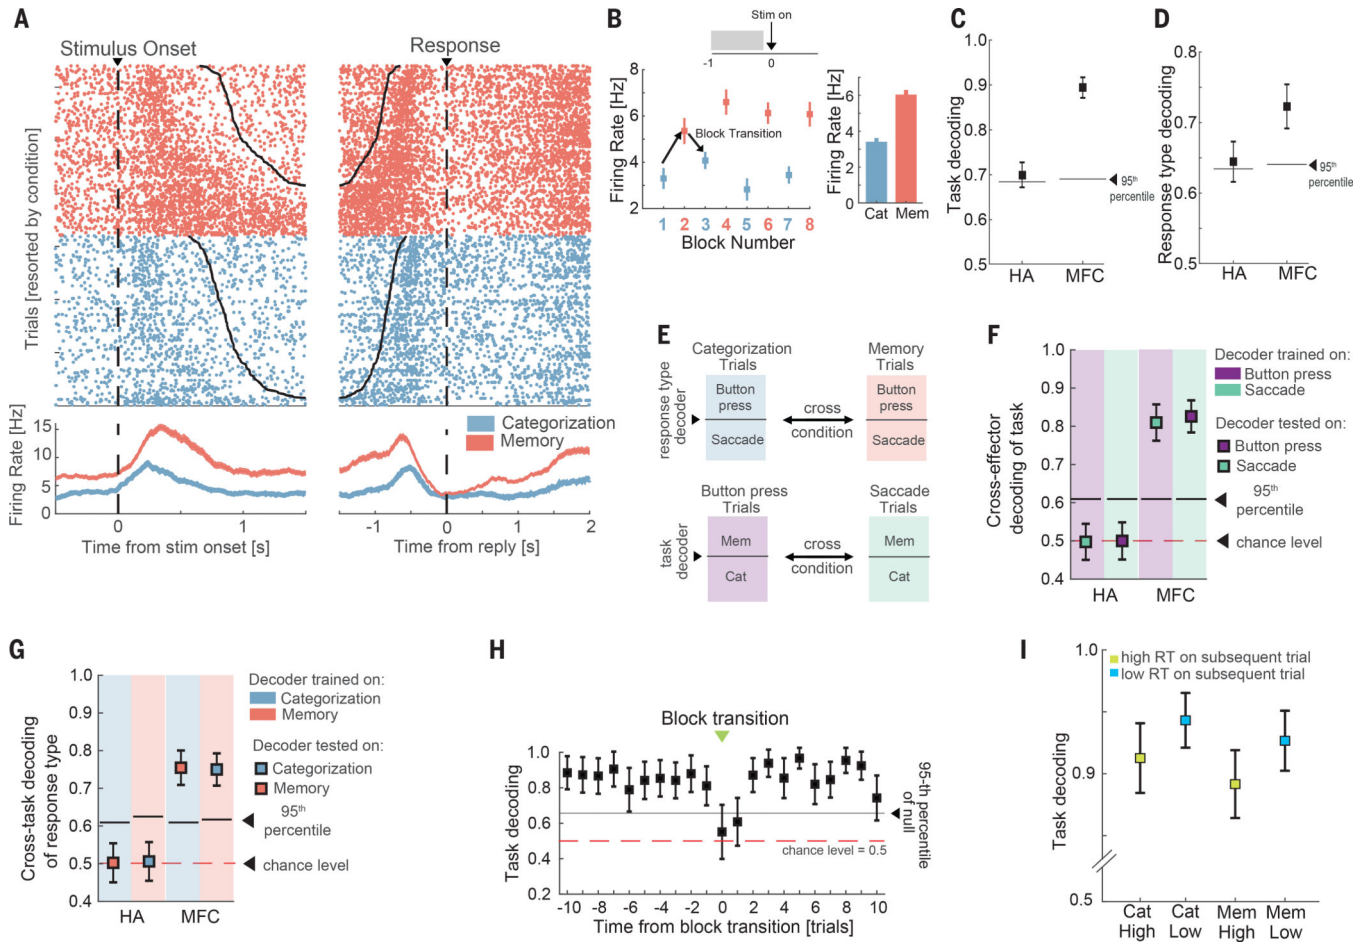 A
Stimulus Onset
Response
Trials [resorted by condition]
Firing Rate [Hz]
15
10
5
0
Categorization
Memory
0
1
-1
0
1
2
Time from stim onset [s]
Time from reply [s]
B
Stim on
-1
0
Firing Rate [Hz]
8
6
4
2
Block Transition
1 2 3 4 5 6 7 8
Block Number
Firing Rate [Hz]
6
4
2
0
Cat Mem
C
Task decoding
1.0
0.9
0.8
0.7
0.6
0.5
95th
percentile
HA MFC
D
Response type decoding
0.8
0.7
0.6
0.5
95th
percentile
HA MFC
E
response type
decoder
Categorization
Trials
Memory
Trials
Button
press
Saccade
cross
condition
Button
press
Saccade
task
decoder
Button press
Trials
Saccade
Trials
Mem
Cat
cross
condition
Mem
Cat
F
Cross-effector
decoding of task
1.0
0.9
0.8
0.7
0.6
0.5
0.4
HA MFC
Decoder trained on:
Button press
Saccade
Decoder tested on:
Button press
Saccade
95th
percentile
chance level
G
Cross-task decoding
of response type
1.0
0.9
0.8
0.7
0.6
0.5
0.4
HA MFC
Decoder trained on:
Categorization
Memory
Decoder tested on:
Categorization
Memory
95th
percentile
chance level
H
Block transition
Task decoding
1.0
0.8
0.6
0.4
0.2
chance level = 0.5
95-th percentile
of null
-10 -8 -6 -4 -2 0 2 4 6 8 10
Time from block transition [trials]
I
high RT on subsequent trial
low RT on subsequent trial
Task decoding
1.0
0.9
0.5
Cat
High
Cat
Low
Mem
High
Mem
Low